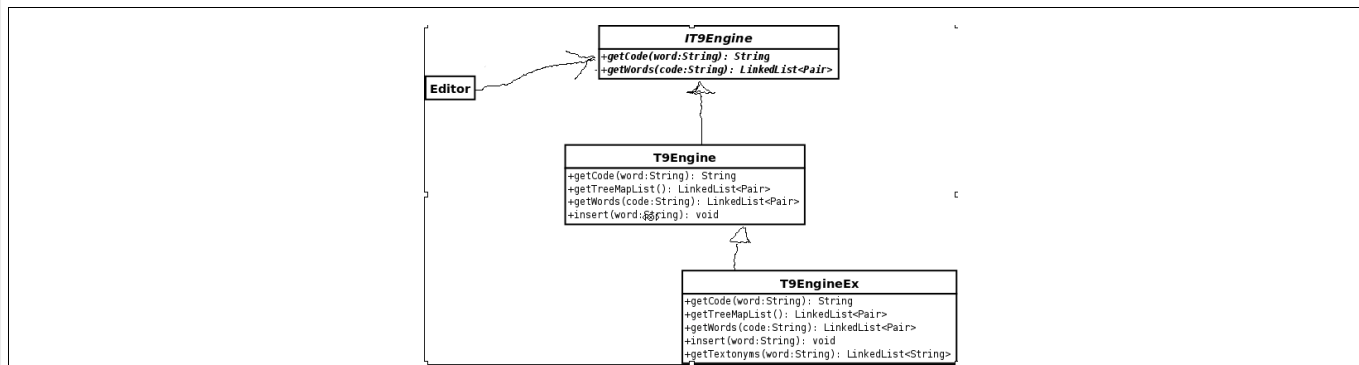 IT9Engine
+getCode(word:String): String
+getWords(code:String): LinkedList<Pair>
Editor
T9Engine
+getCode(word:String): String
+getTreeMapList(): LinkedList<Pair>
+getWords(code:String): LinkedList<Pair>
+insert(word:String): void
T9EngineEx
+getCode(word:String): String
+getTreeMapList(): LinkedList<Pair>
+getWords(code:String): LinkedList<Pair>
+insert(word:String): void
+getTextonyms(word:String): LinkedList<String>